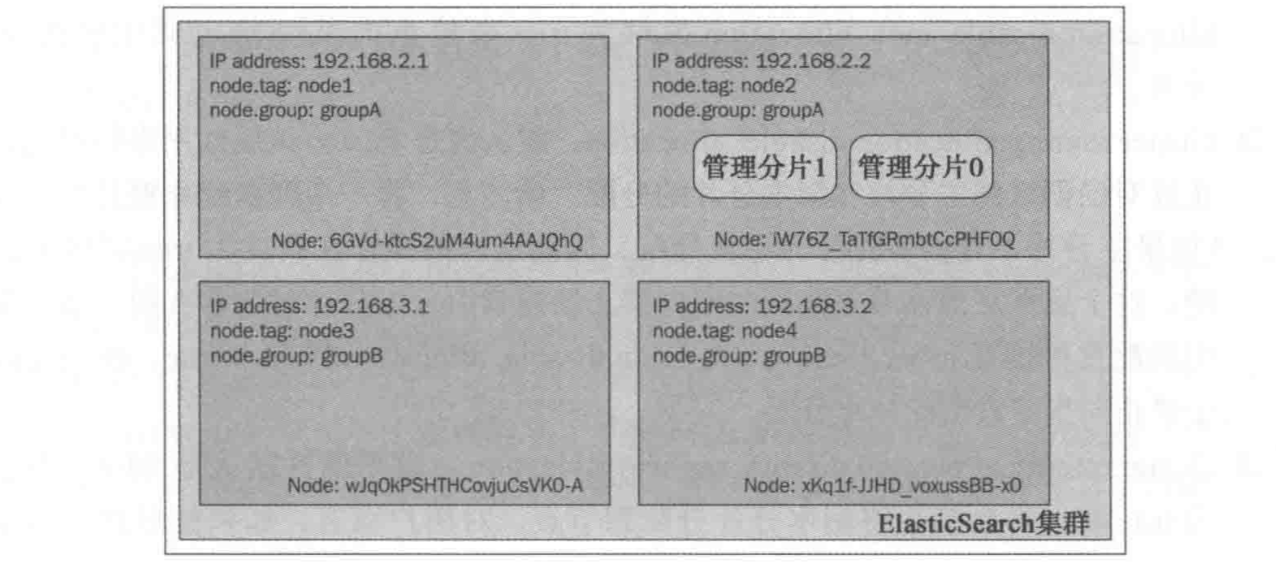 IP address: 192.168.2.1
node.tag: node1
node.group: groupA
Node: 6GVd-ktcS2uM4um4AAJQhQ
IP address: 192.168.2.2
node.tag: node2
node.group: groupA
管理分片1
管理分片0
Node: iW76Z_TaTfGRmbtCcPHF0Q
IP address: 192.168.3.1
node.tag: node3
node.group: groupB
Node: wJq0kPSHTHCovjuCsVK0-A
IP address: 192.168.3.2
node.tag: node4
node.group: groupB
Node: xKq1f-JJHD_voxussBB-x0
ElasticSearch集群